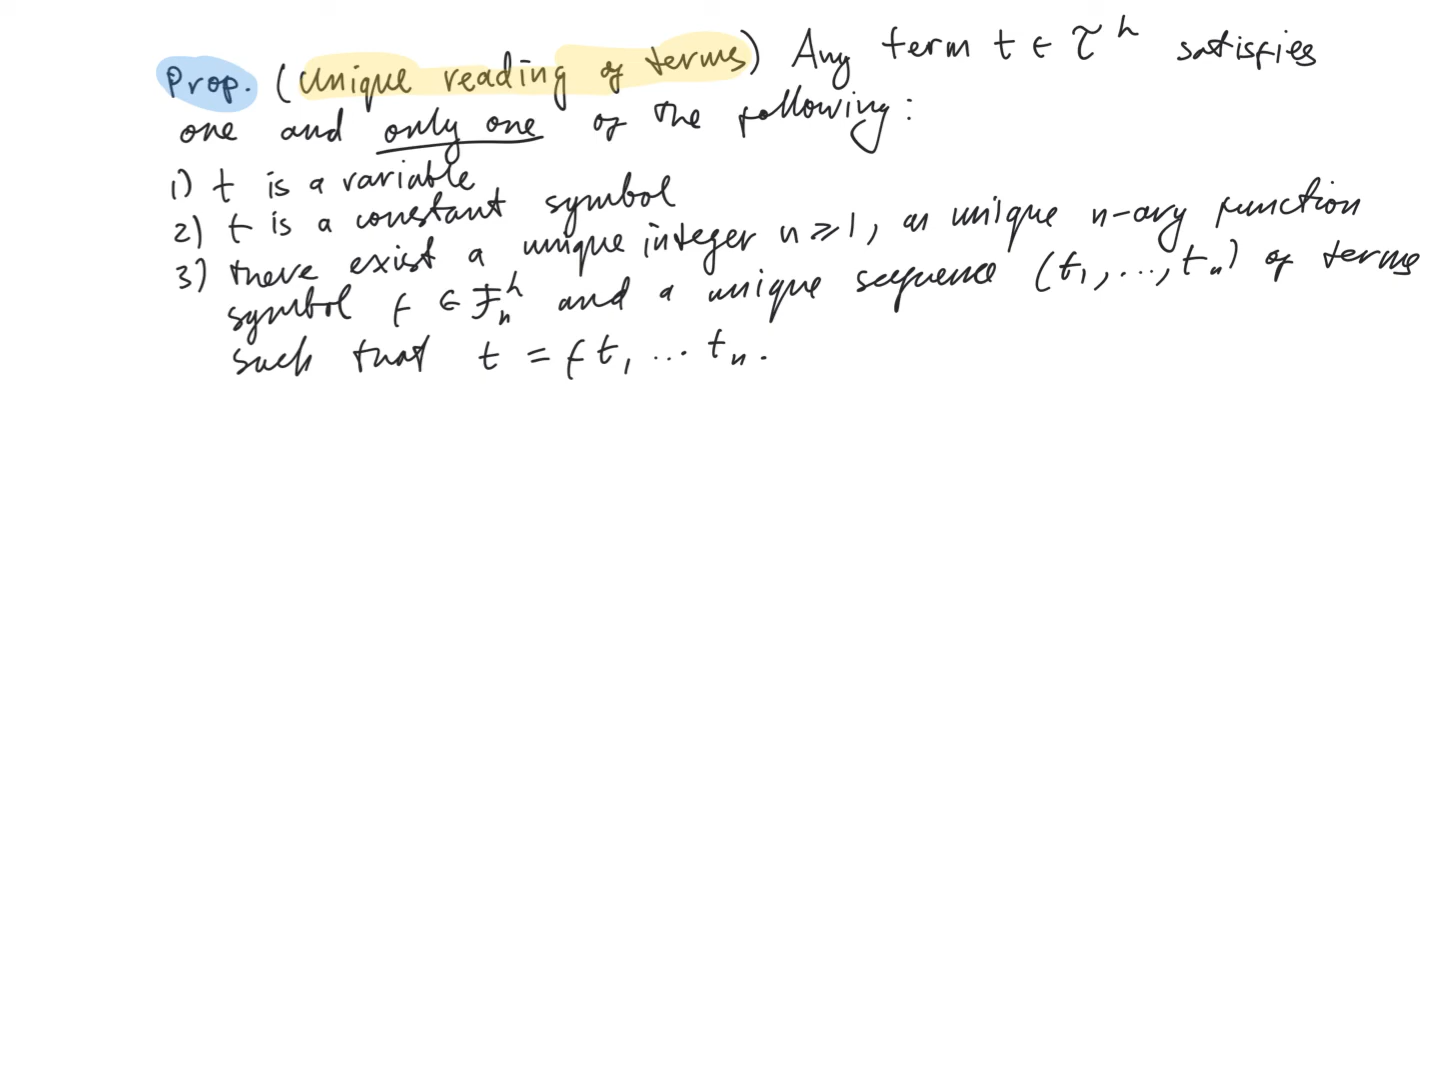 Prop. (Unique reading of terms) Any term t ∈ 𝒯^h satisfies
one and only one of the following:
1) t is a variable
2) t is a constant symbol
3) there exist a unique integer n ⩾ 1, an unique n-ary function
symbol f ∈ ℱ_n^h and a unique sequence (t₁, ..., tₙ) of terms
such that t = f t₁ ... tₙ.